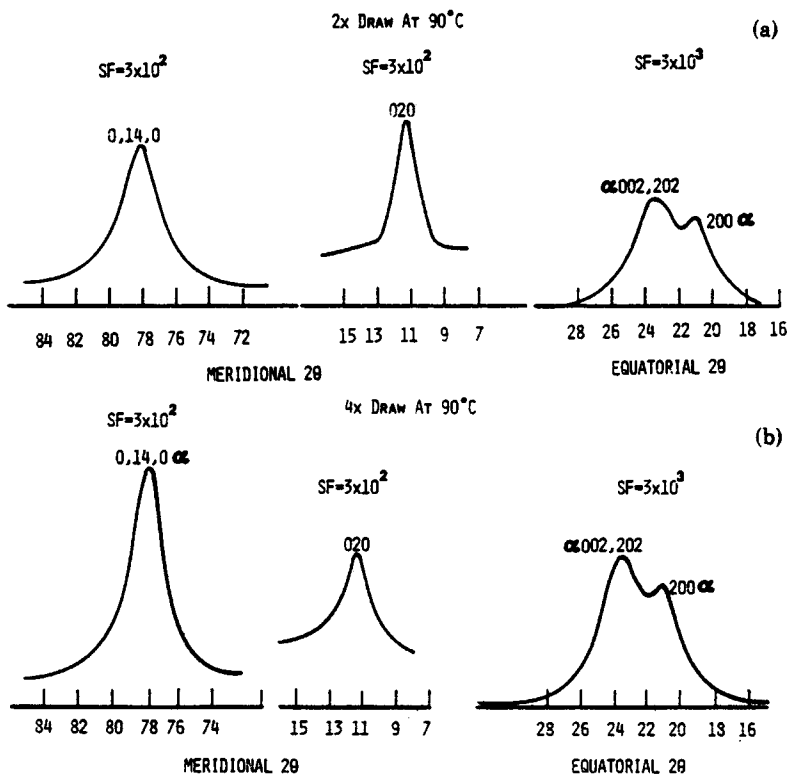 2x DRAW AT 90°C
(a)
SF=3x10²
SF=3x10²
SF=3x10³
0,14,0
020
α002,202
200 α
84 82 80 78 76 74 72
15 13 11 9 7
28 26 24 22 20 18 16
MERIDIONAL 2θ
EQUATORIAL 2θ
4x DRAW AT 90°C
(b)
SF=3x10²
SF=3x10²
SF=3x10³
0,14,0 α
020
α002,202
200 α
84 82 80 78 76 74
15 13 11 9 7
28 26 24 22 20 18 16
MERIDIONAL 2θ
EQUATORIAL 2θ